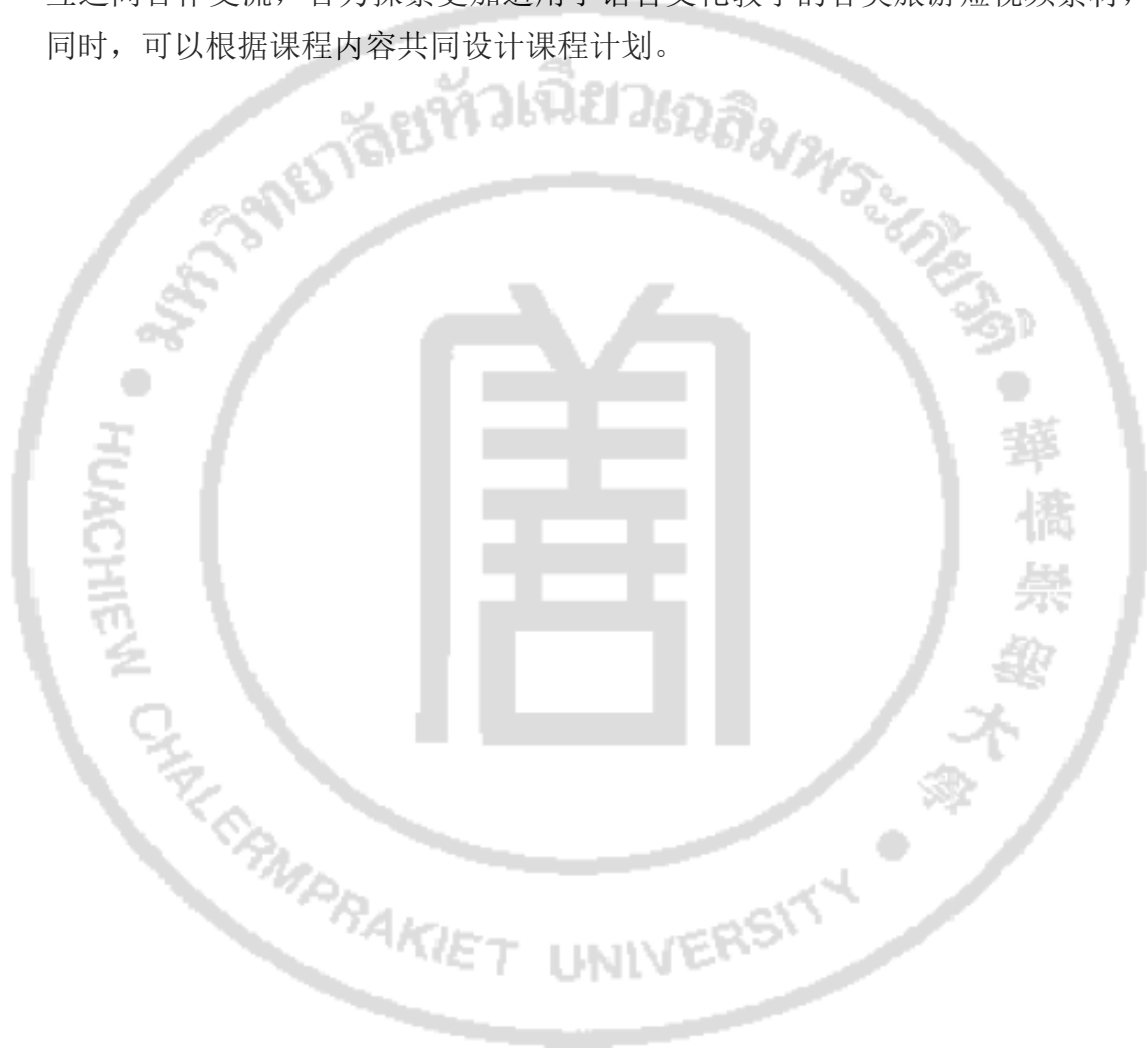 互之间合作交流，合力探索更加适用于语言文化教学的各类旅游短视频素材，
同时，可以根据课程内容共同设计课程计划。
มหาวิทยาลัยหัวเฉียวเฉลิมพระเกียรติ
華僑崇聖大學
HUACHIEW CHALERMPRAKIET UNIVERSITY